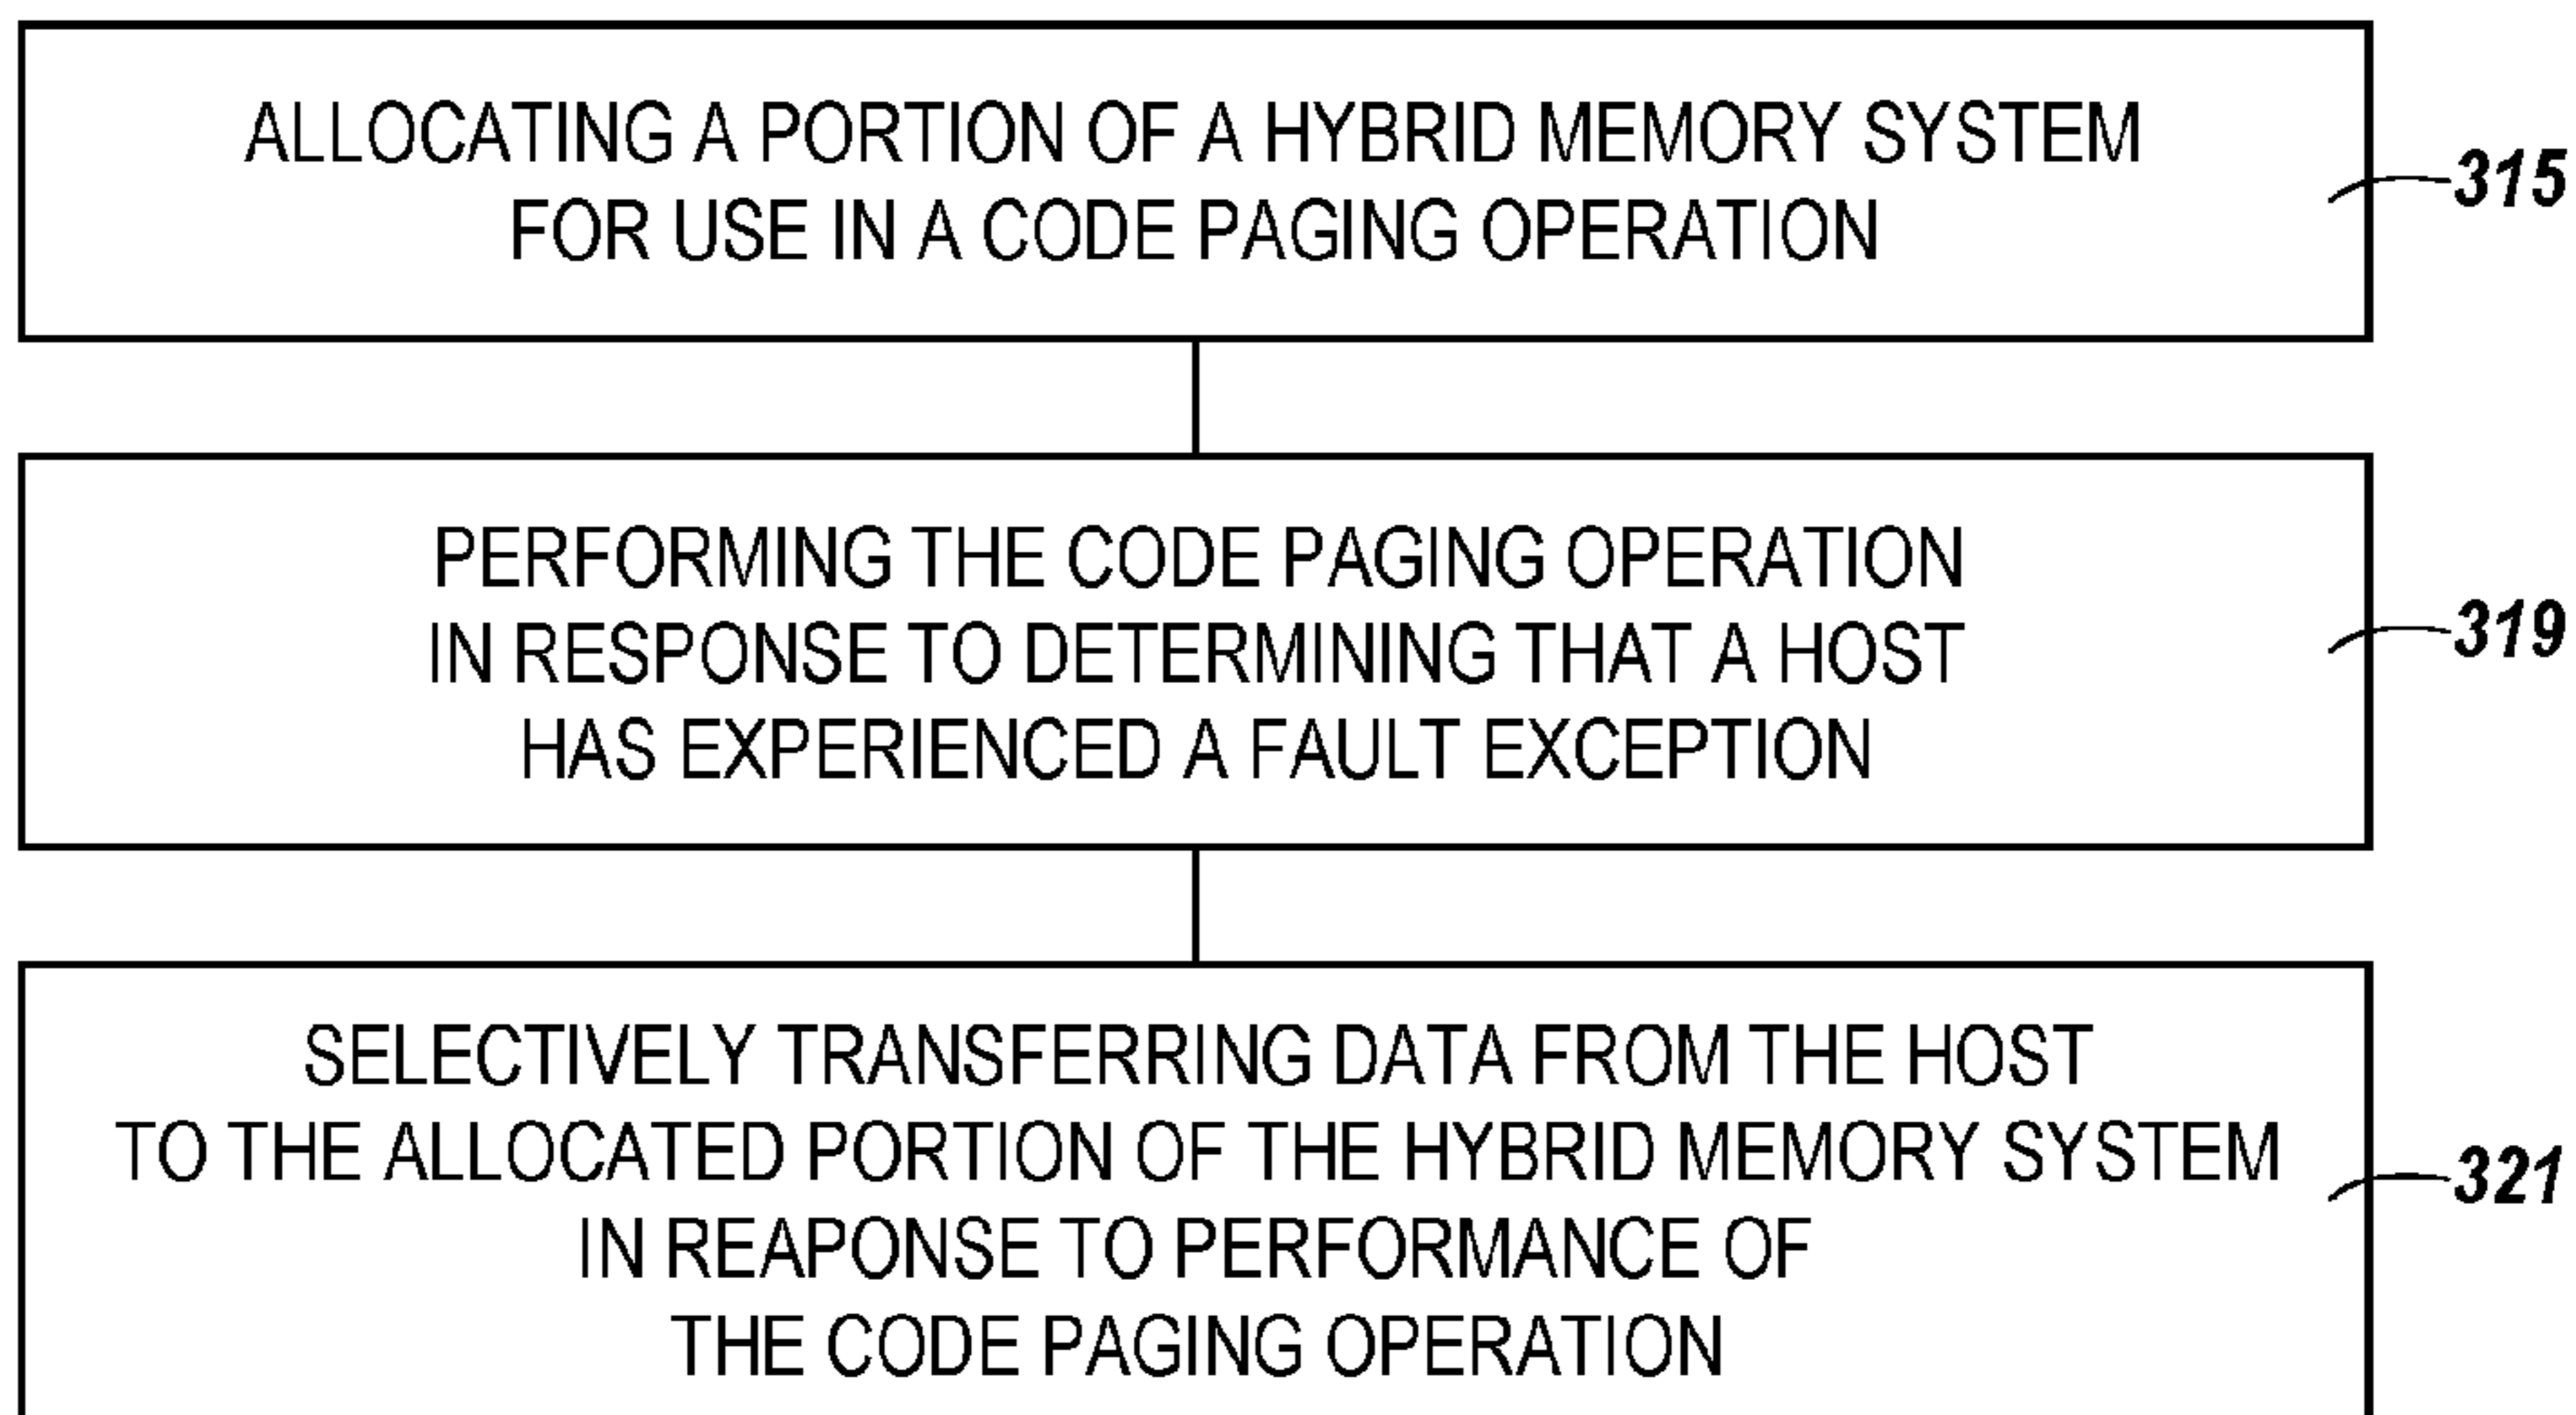 ALLOCATING A PORTION OF A HYBRID MEMORY SYSTEM
FOR USE IN A CODE PAGING OPERATION
315
PERFORMING THE CODE PAGING OPERATION
IN RESPONSE TO DETERMINING THAT A HOST
HAS EXPERIENCED A FAULT EXCEPTION
319
SELECTIVELY TRANSFERRING DATA FROM THE HOST
TO THE ALLOCATED PORTION OF THE HYBRID MEMORY SYSTEM
IN REAPONSE TO PERFORMANCE OF
THE CODE PAGING OPERATION
321